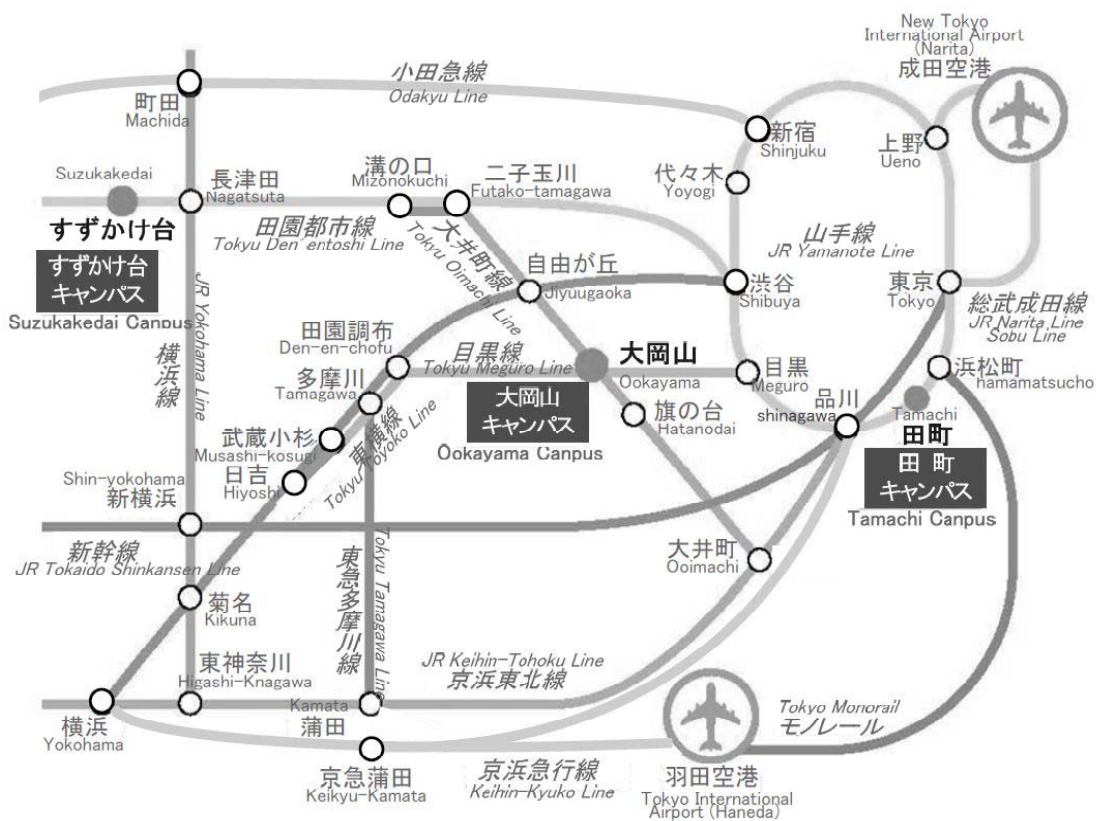 New Tokyo
International Airport
(Narita)
成田空港
小田急線
Odakyu Line
町田
Machida
新宿
Shinjuku
上野
Ueno
Suzukakedai
長津田
Nagatsuta
溝の口
Mizonokuchi
二子玉川
Futako-tamagawa
代々木
Yoyogi
すずかけ台
田園都市線
Tokyu Den entoshi Line
大井町線
Tokyu Oimachi Line
山手線
JR Yamanote Line
すずかけ台
キャンパス
Suzukakedai Canpus
自由が丘
Jiyuugaoka
渋谷
Shibuya
東京
Tokyo
総武成田線
JR Narita Line
Sobu Line
横浜線
JR Yokohama Line
田園調布
Den-en-chofu
目黒線
Tokyu Meguro Line
大岡山
Ookayama
目黒
Meguro
浜松町
hamamatsucho
多摩川
Tamagawa
大岡山
キャンパス
Ookayama Canpus
旗の台
Hatanodai
品川
shinagawa
Tamachi
田町
田 町
キャンパス
Tamachi Canpus
武蔵小杉
Musashi-kosugi
東横線
Tokyu Toyoko Line
日吉
Hiyoshi
Shin-yokohama
新横浜
新幹線
JR Tokaido Shinkansen Line
大井町
Ooimachi
東急多摩川線
Tokyu Tamagawa Line
菊名
Kikuna
東神奈川
Higashi-Knagawa
JR Keihin-Tohoku Line
京浜東北線
横浜
Yokohama
Kamata
蒲田
Tokyo Monorail
モノレール
京急蒲田
Keikyu-Kamata
京浜急行線
Keihin-Kyuko Line
羽田空港
Tokyo International
Airport (Haneda)